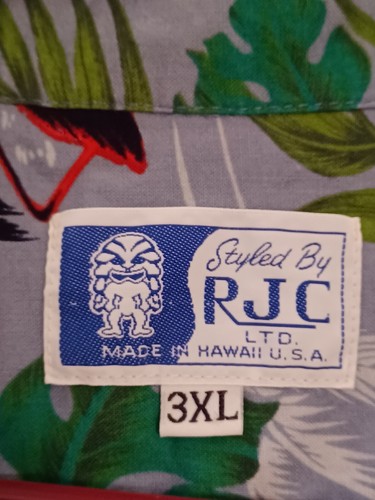 Styled By
RJC
LTD.
MADE IN HAWAII U.S.A.
3XL